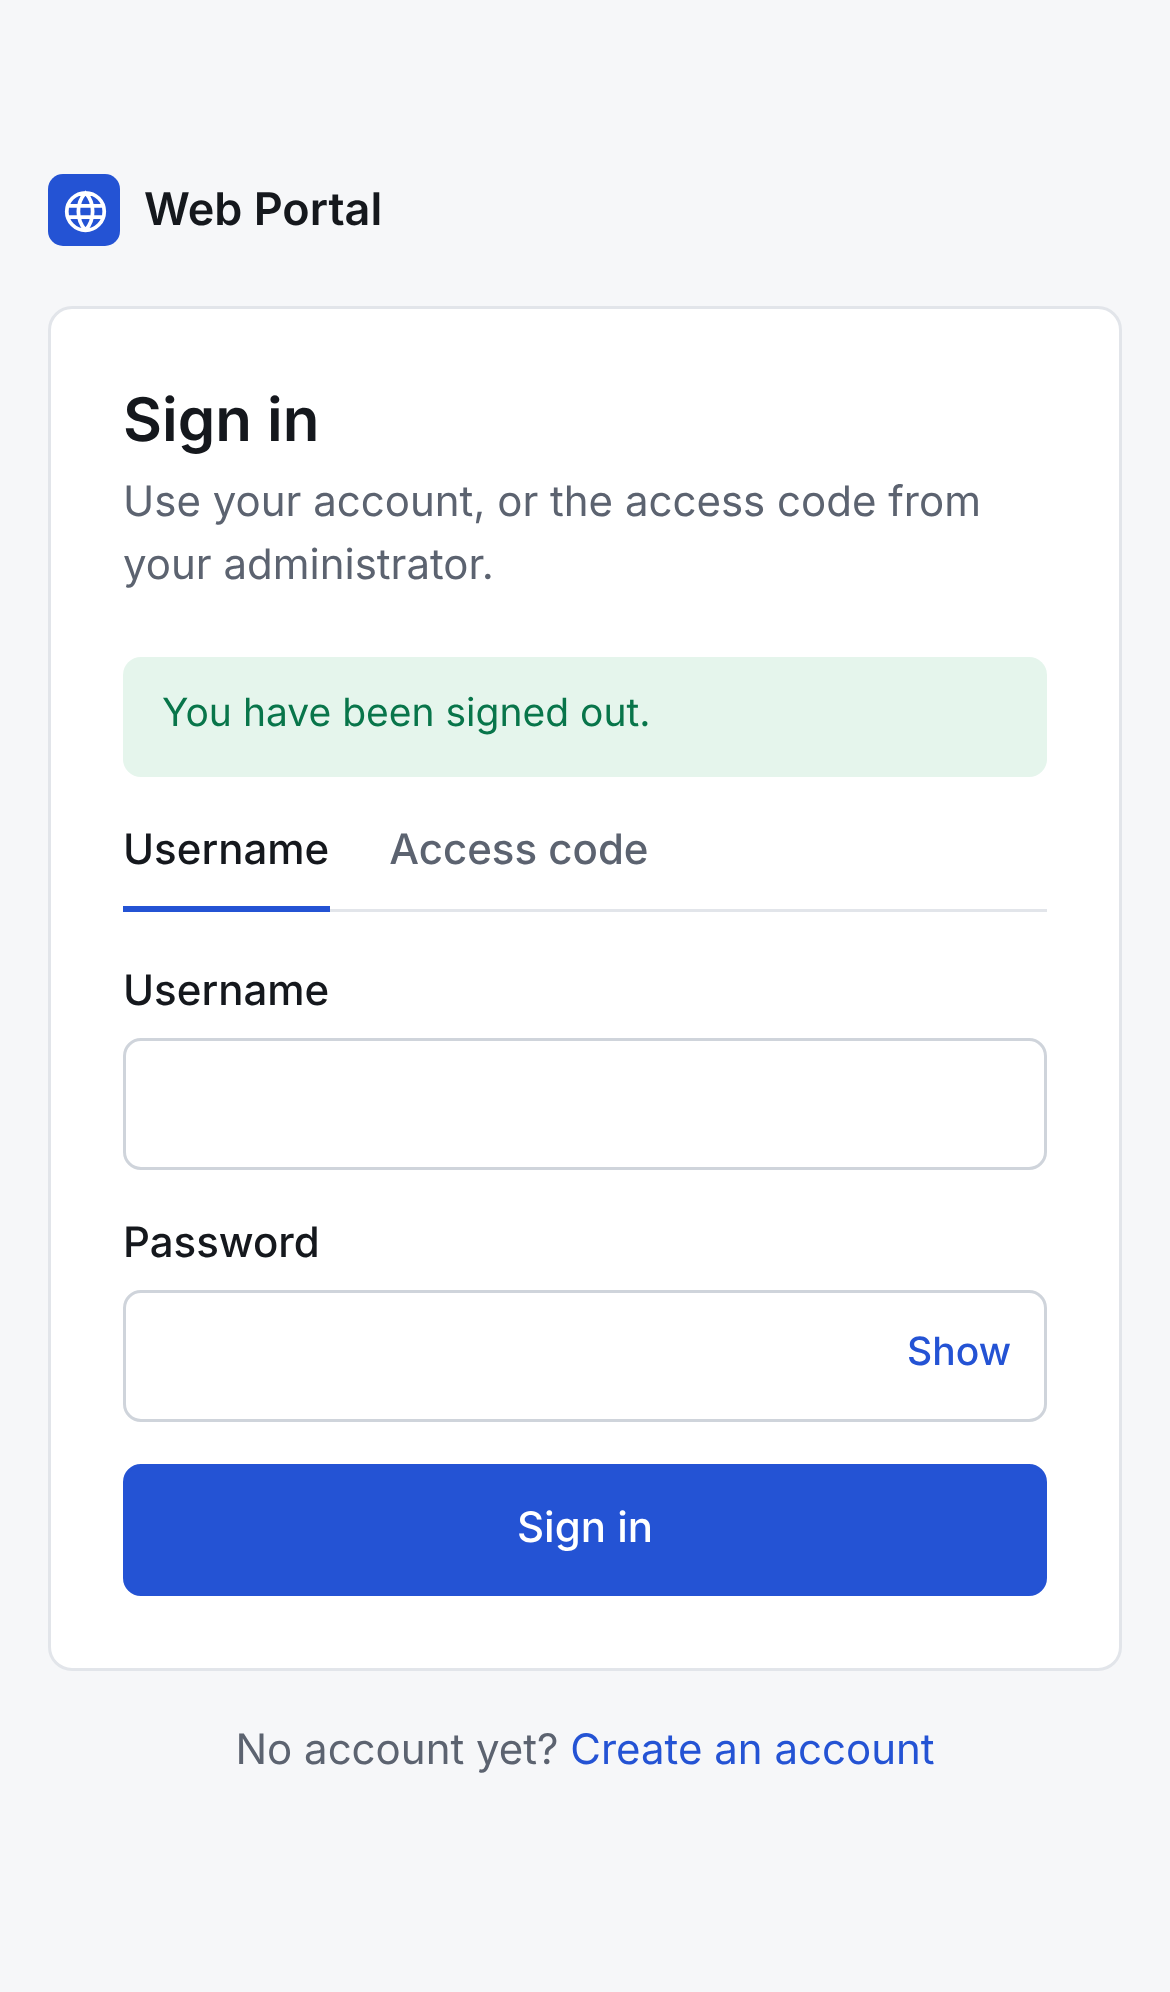 Web Portal
Sign in
Use your account, or the access code from
your administrator.
You have been signed out.
Username Access code
Username
Password
Show
Sign in
No account yet? Create an account